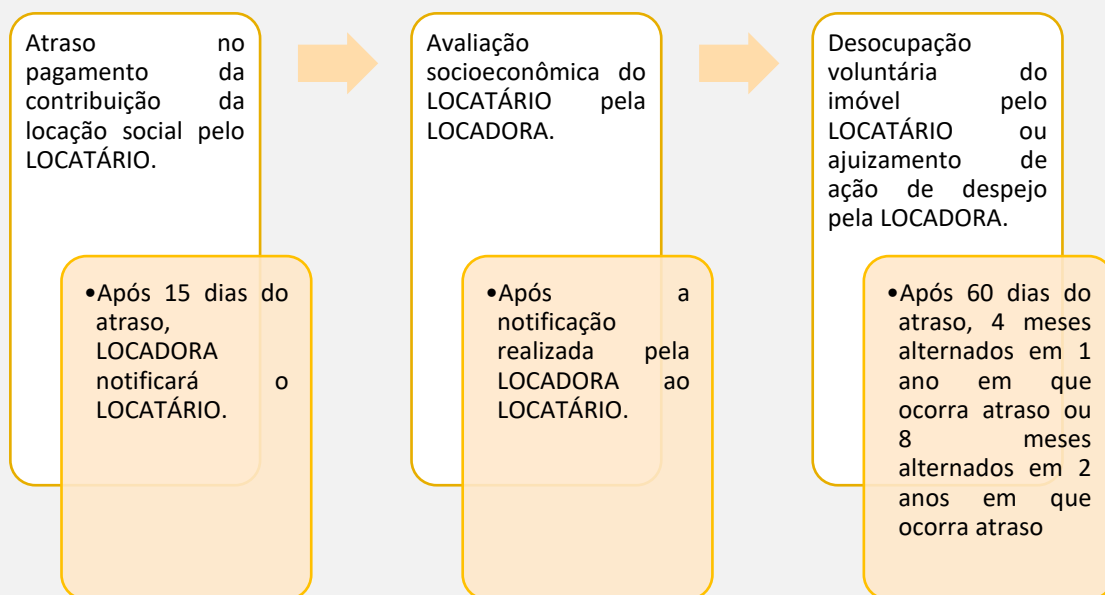 Atraso no
pagamento da
contribuição da
locação social pelo
LOCATÁRIO.
•Após 15 dias do
atraso,
LOCADORA
notificará o
LOCATÁRIO.
Avaliação
socioeconômica do
LOCATÁRIO pela
LOCADORA.
•Após a
notificação
realizada pela
LOCADORA ao
LOCATÁRIO.
Desocupação
voluntária do
imóvel pelo
LOCATÁRIO ou
ajuizamento de
ação de despejo
pela LOCADORA.
•Após 60 dias do
atraso, 4 meses
alternados em 1
ano em que
ocorra atraso ou
8 meses
alternados em 2
anos em que
ocorra atraso